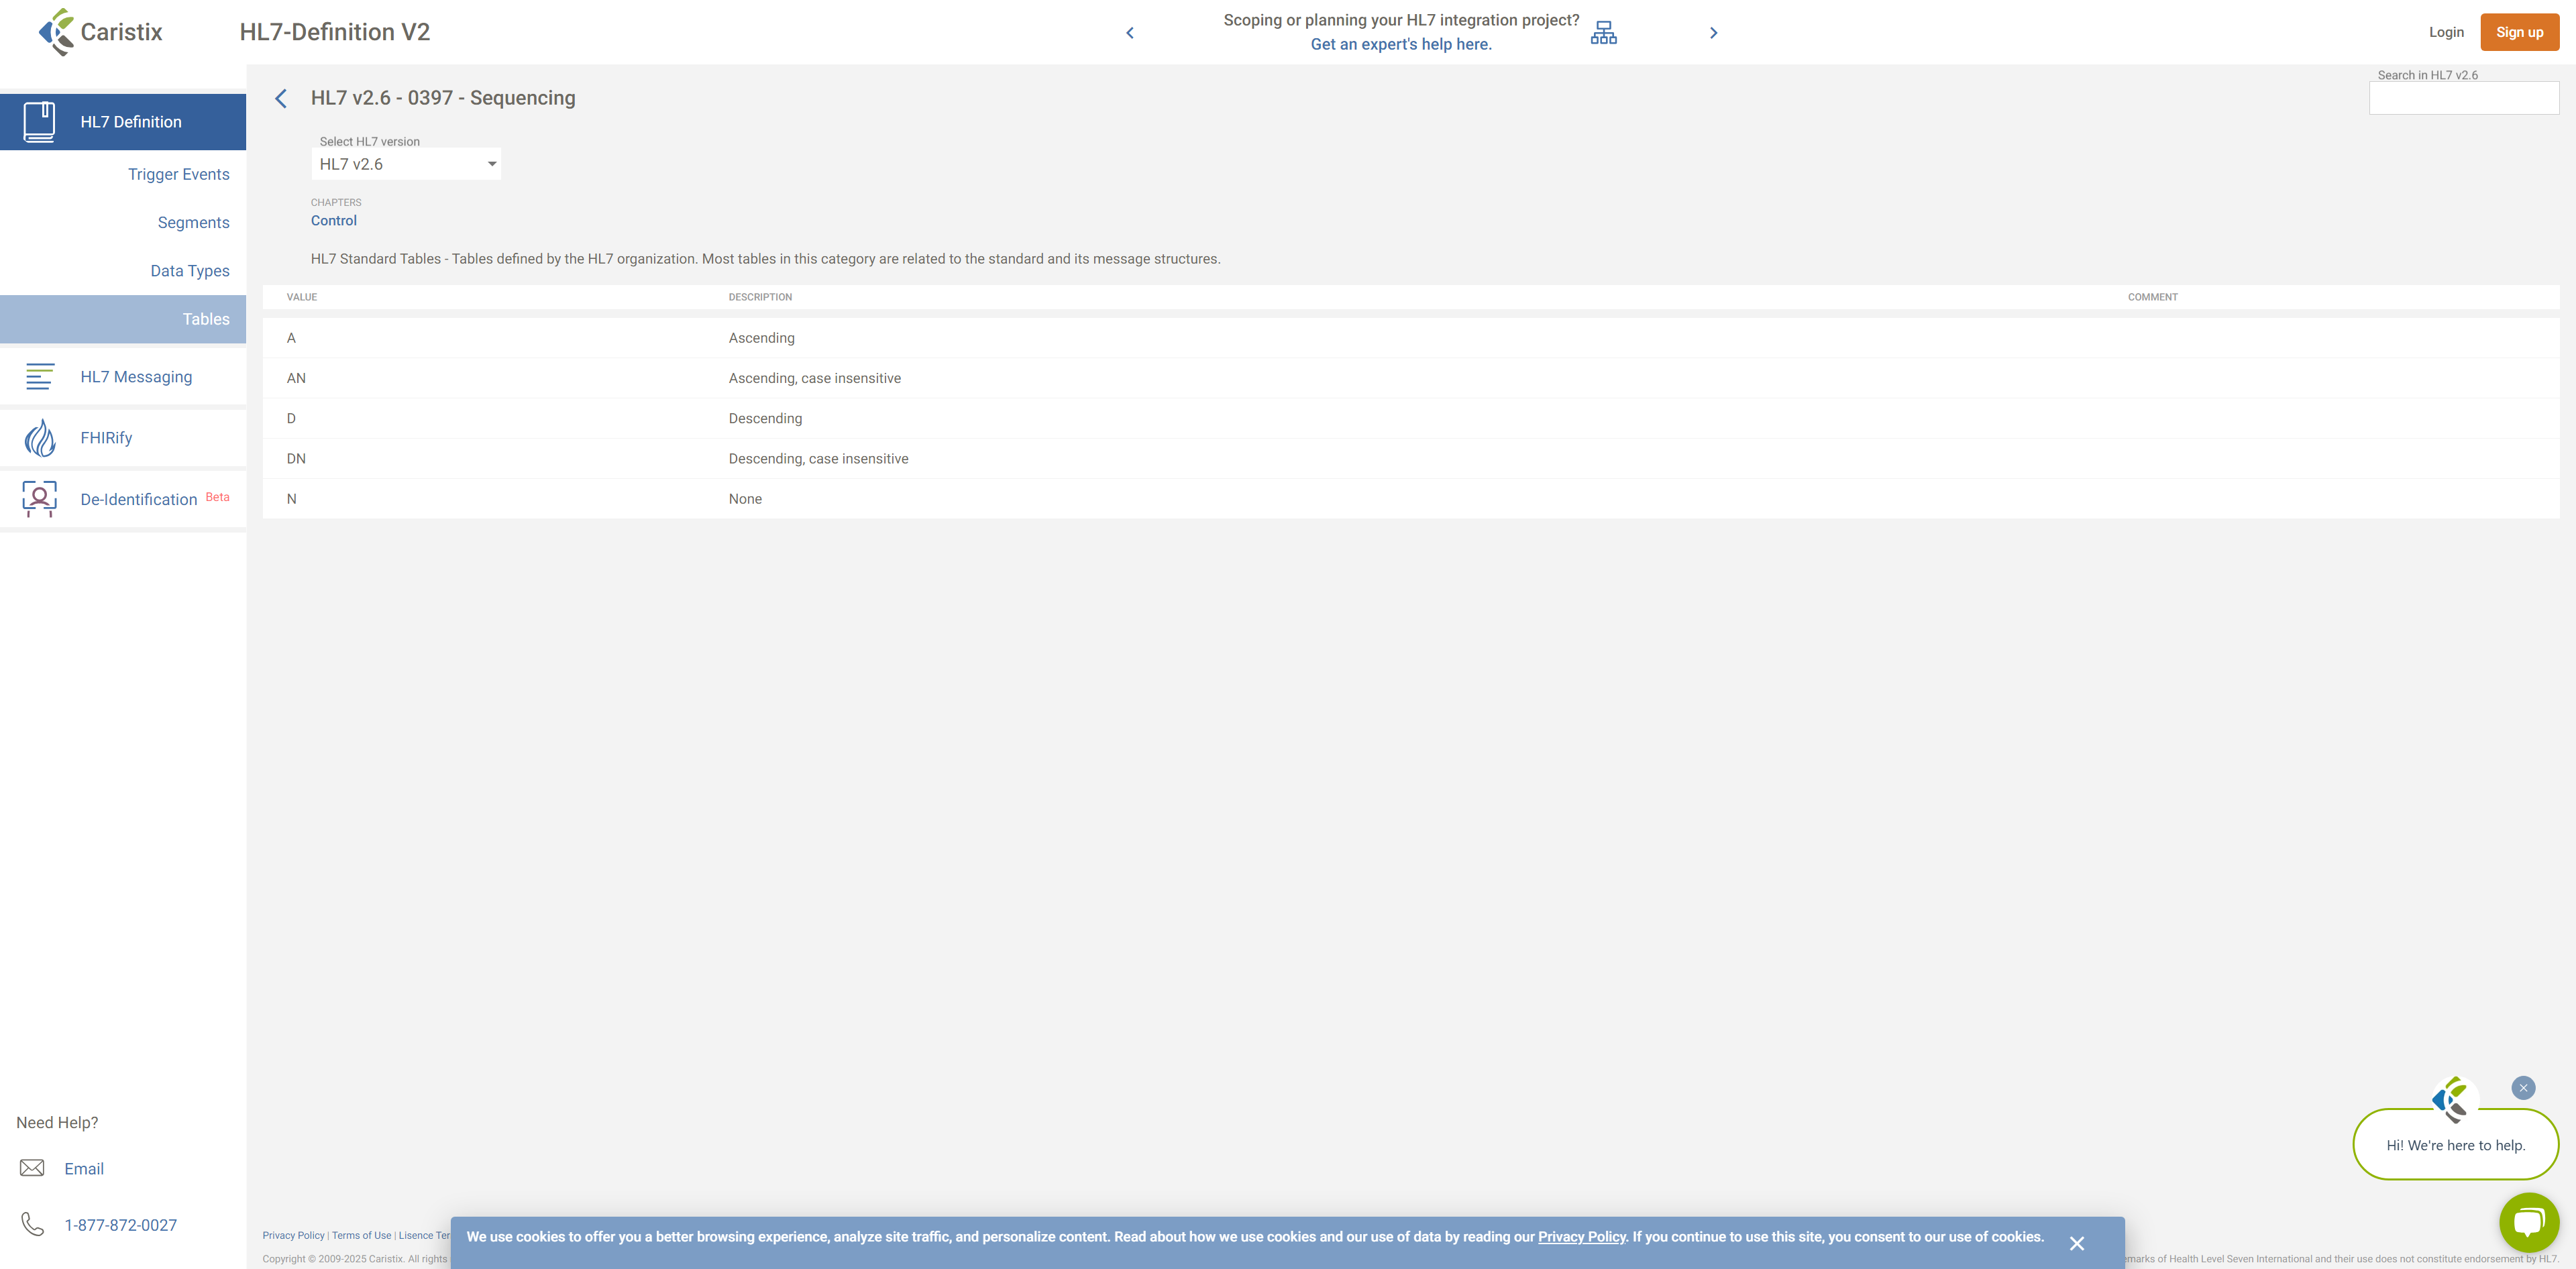 Caristix
HL7-Definition V2
Scoping or planning your HL7 integration project?
Get an expert's help here.
Login
Sign up
HL7 Definition
Trigger Events
Segments
Data Types
Tables
HL7 Messaging
FHIRify
De-Identification Beta
Need Help?
Email
1-877-872-0027
HL7 v2.6 - 0397 - Sequencing
Search in HL7 v2.6
Select HL7 version
HL7 v2.6
CHAPTERS
Control
HL7 Standard Tables - Tables defined by the HL7 organization. Most tables in this category are related to the standard and its message structures.
VALUE DESCRIPTION COMMENT
A Ascending
AN Ascending, case insensitive
D Descending
DN Descending, case insensitive
N None
Hi! We're here to help.
Privacy Policy | Terms of Use | Lisence Ter
We use cookies to offer you a better browsing experience, analyze site traffic, and personalize content. Read about how we use cookies and our use of data by reading our Privacy Policy. If you continue to use this site, you consent to our use of cookies.
Copyright © 2009-2025 Caristix. All rights
emarks of Health Level Seven International and their use does not constitute endorsement by HL7.